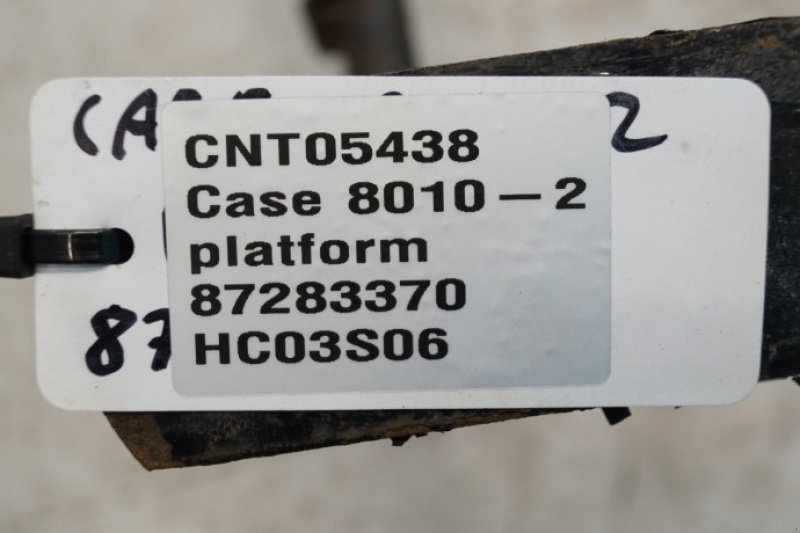 CNT05438
Case 8010-2
platform
87283370
HC03S06